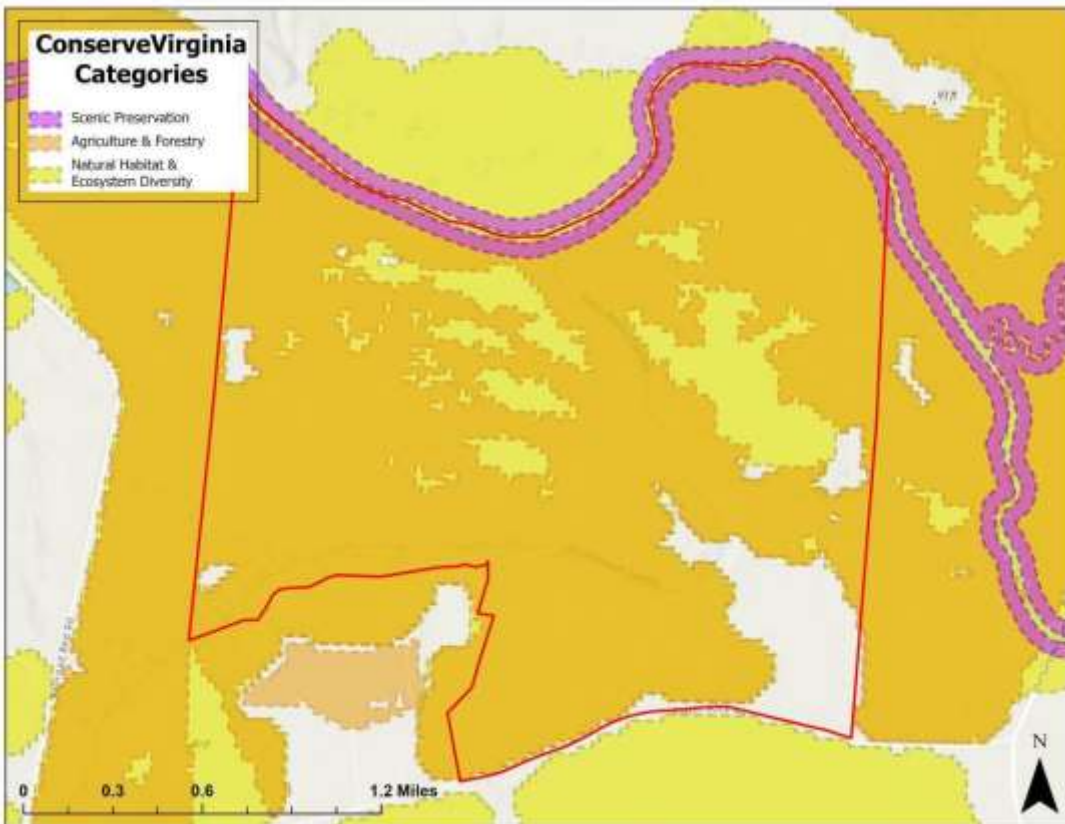 ConserveVirginia
Categories
Scenic Preservation
Agriculture & Forestry
Natural Habitat &
Ecosystem Diversity
N
0 0.3 0.6 1.2 Miles